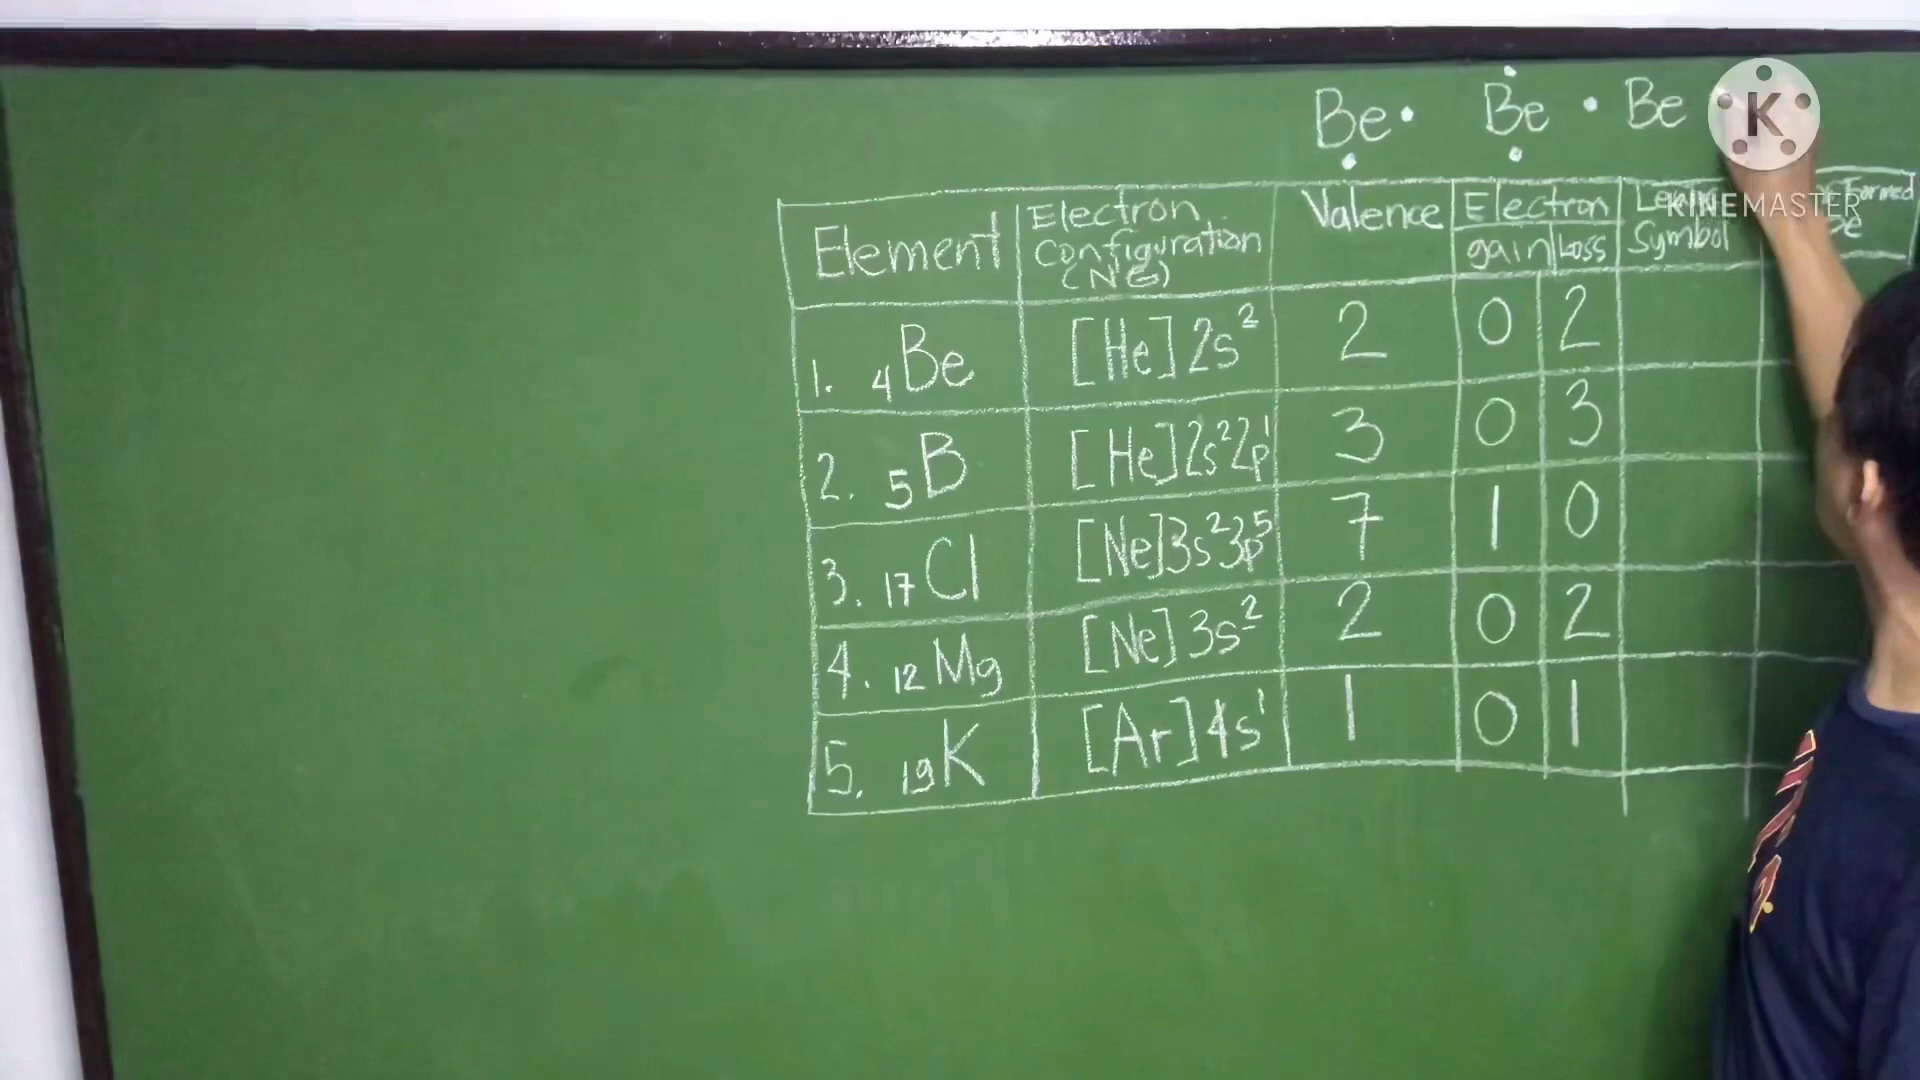 Be· Be · Be
K
KINEMASTER
Element Electron Configuration (NG) Valence Electron gain Loss Lewis Symbol Formed
1. 4Be [He] 2s² 2 0 2
2. 5B [He] 2s²2p¹ 3 0 3
3. 17Cl [Ne]3s²3p⁵ 7 1 0
4. 12Mg [Ne] 3s² 2 0 2
5. 19K [Ar] 4s¹ 1 0 1